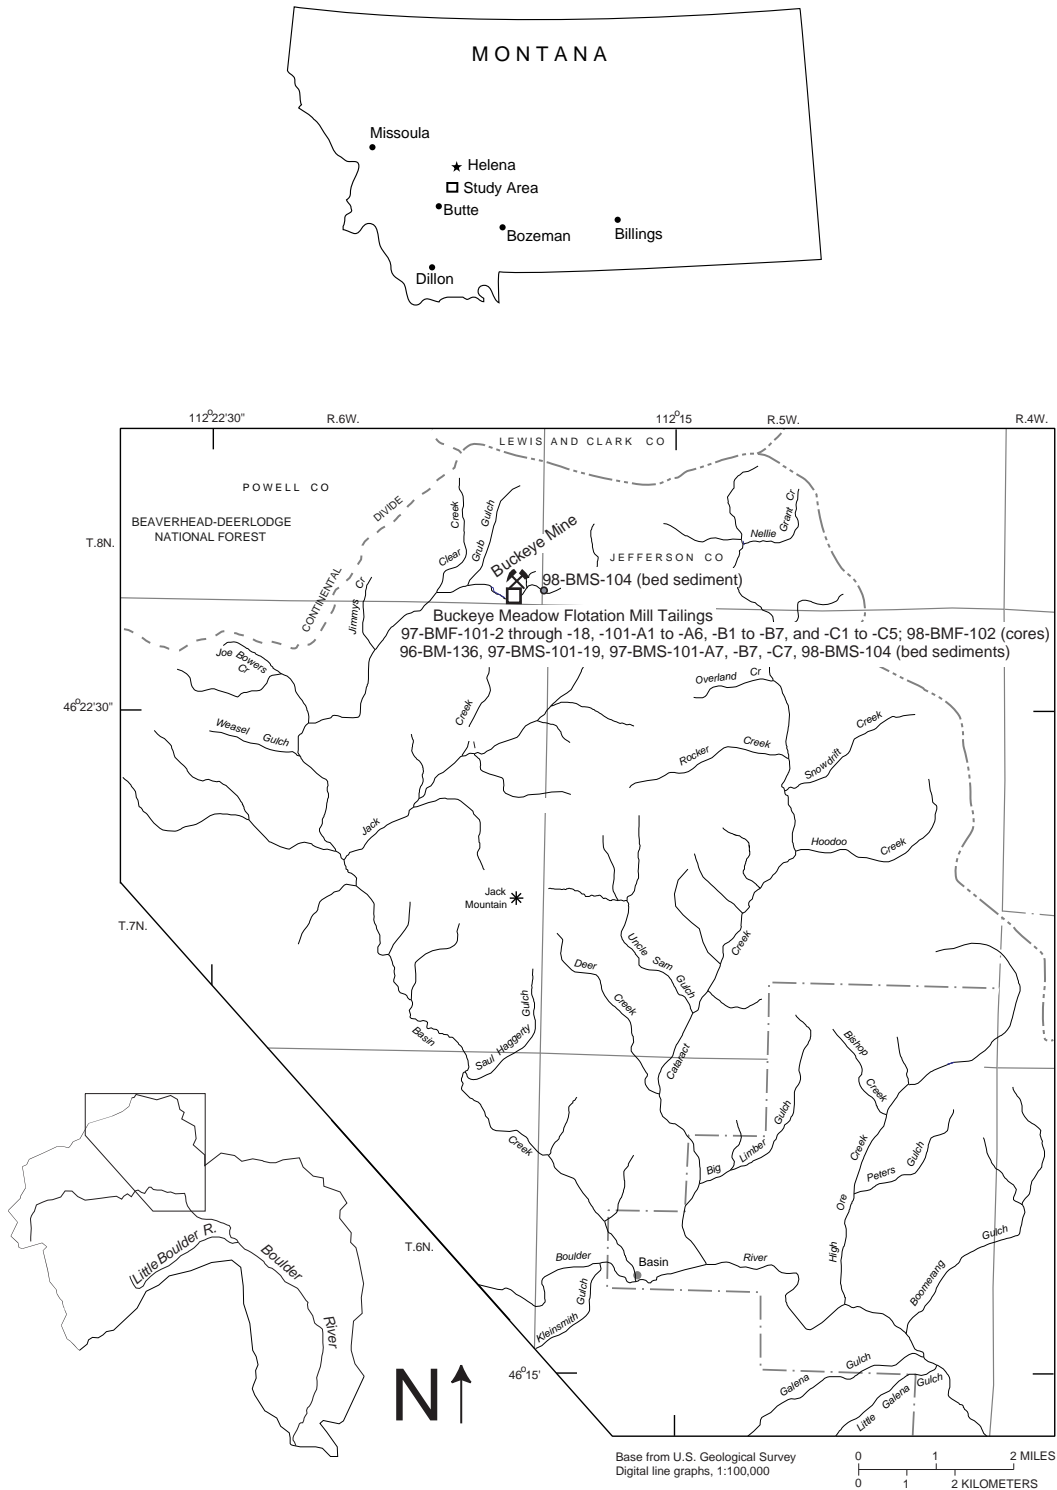 MONTANA
Missoula
Helena
Study Area
Butte
Bozeman
Billings
Dillon
112°22'30"
R.6W.
112°15
R.5W.
R.4W.
LEWIS AND CLARK CO
POWELL CO
DIVIDE
CONTINENTAL
BEAVERHEAD-DEERLODGE
NATIONAL FOREST
T.8N.
Clear Creek
Grub Gulch
Buckeye Mine
Nellie Grant Cr
JEFFERSON CO
98-BMS-104 (bed sediment)
Jimmys Cr
Buckeye Meadow Flotation Mill Tailings
97-BMF-101-2 through -18, -101-A1 to -A6, -B1 to -B7, and -C1 to -C5; 98-BMF-102 (cores)
96-BM-136, 97-BMS-101-19, 97-BMS-101-A7, -B7, -C7, 98-BMS-104 (bed sediments)
Joe Bowers
Cr
Overland Cr
46°22'30"
Weasel Gulch
Creek
Rocker Creek
Snowdrift Creek
Jack
Hoodoo Creek
Jack
Mountain
T.7N.
Uncle Sam Gulch
Creek
Deer Creek
Basin
Saul Haggerty Gulch
Cataract
Bishop Creek
Creek
Big Limber Gulch
High Ore Creek
Peters Gulch
Little Boulder R.
Boulder
River
T.6N.
Boulder
Basin
River
Boomerang Gulch
Kleinsmith Gulch
46°15'
Galena Gulch
Little Galena Gulch
N
Base from U.S. Geological Survey
Digital line graphs, 1:100,000
0 1 2 MILES
0 1 2 KILOMETERS